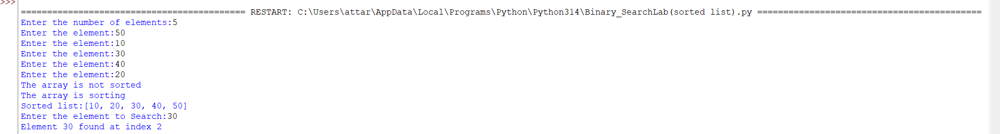 >>>
=========================================== RESTART: C:\Users\attar\AppData\Local\Programs\Python\Python314\Binary_SearchLab(sorted list).py ===========================================
Enter the number of elements:5
Enter the element:50
Enter the element:10
Enter the element:30
Enter the element:40
Enter the element:20
The array is not sorted
The array is sorting
Sorted list:[10, 20, 30, 40, 50]
Enter the element to Search:30
Element 30 found at index 2